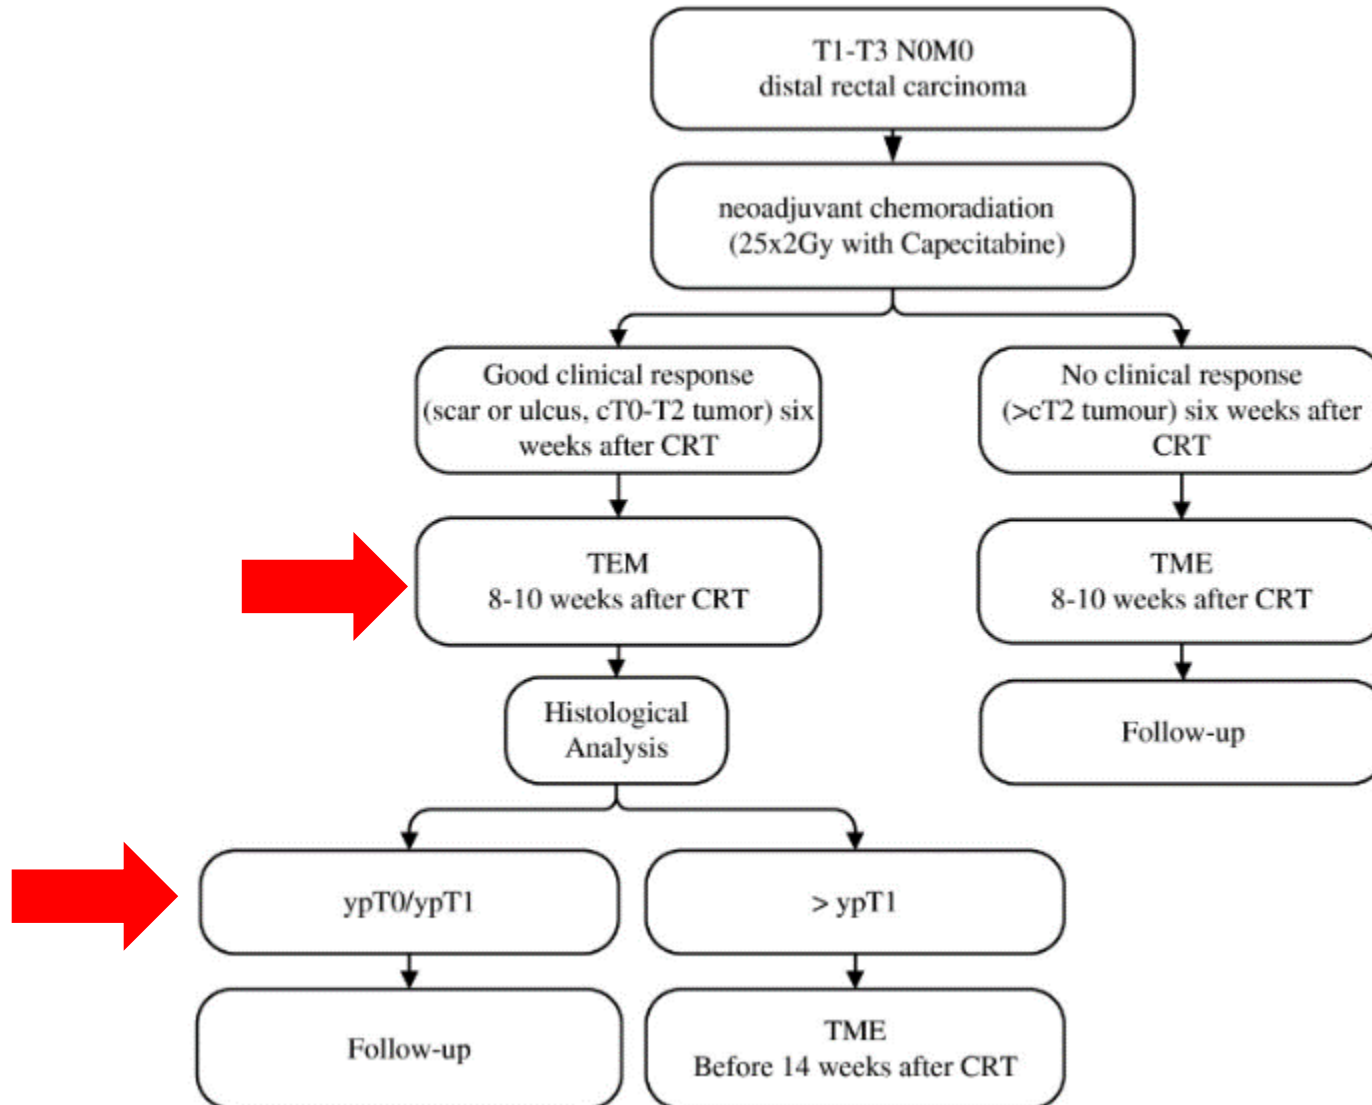 T1-T3 N0M0
distal rectal carcinoma
neoadjuvant chemoradiation
(25x2Gy with Capecitabine)
Good clinical response
(scar or ulcus, cT0-T2 tumor) six
weeks after CRT
No clinical response
(>cT2 tumour) six weeks after
CRT
TEM
8-10 weeks after CRT
TME
8-10 weeks after CRT
Histological
Analysis
Follow-up
ypT0/ypT1
> ypT1
Follow-up
TME
Before 14 weeks after CRT